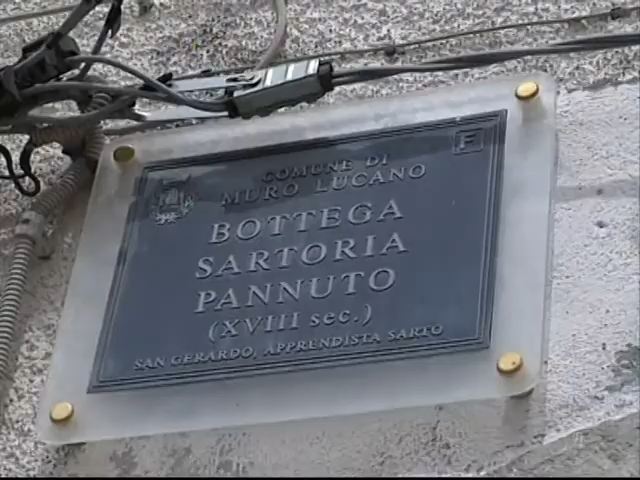 F
COMUNE DI
MURO LUCANO
BOTTEGA
SARTORIA
PANNUTO
(XVIII sec.)
SAN GERARDO, APPRENDISTA SARTO